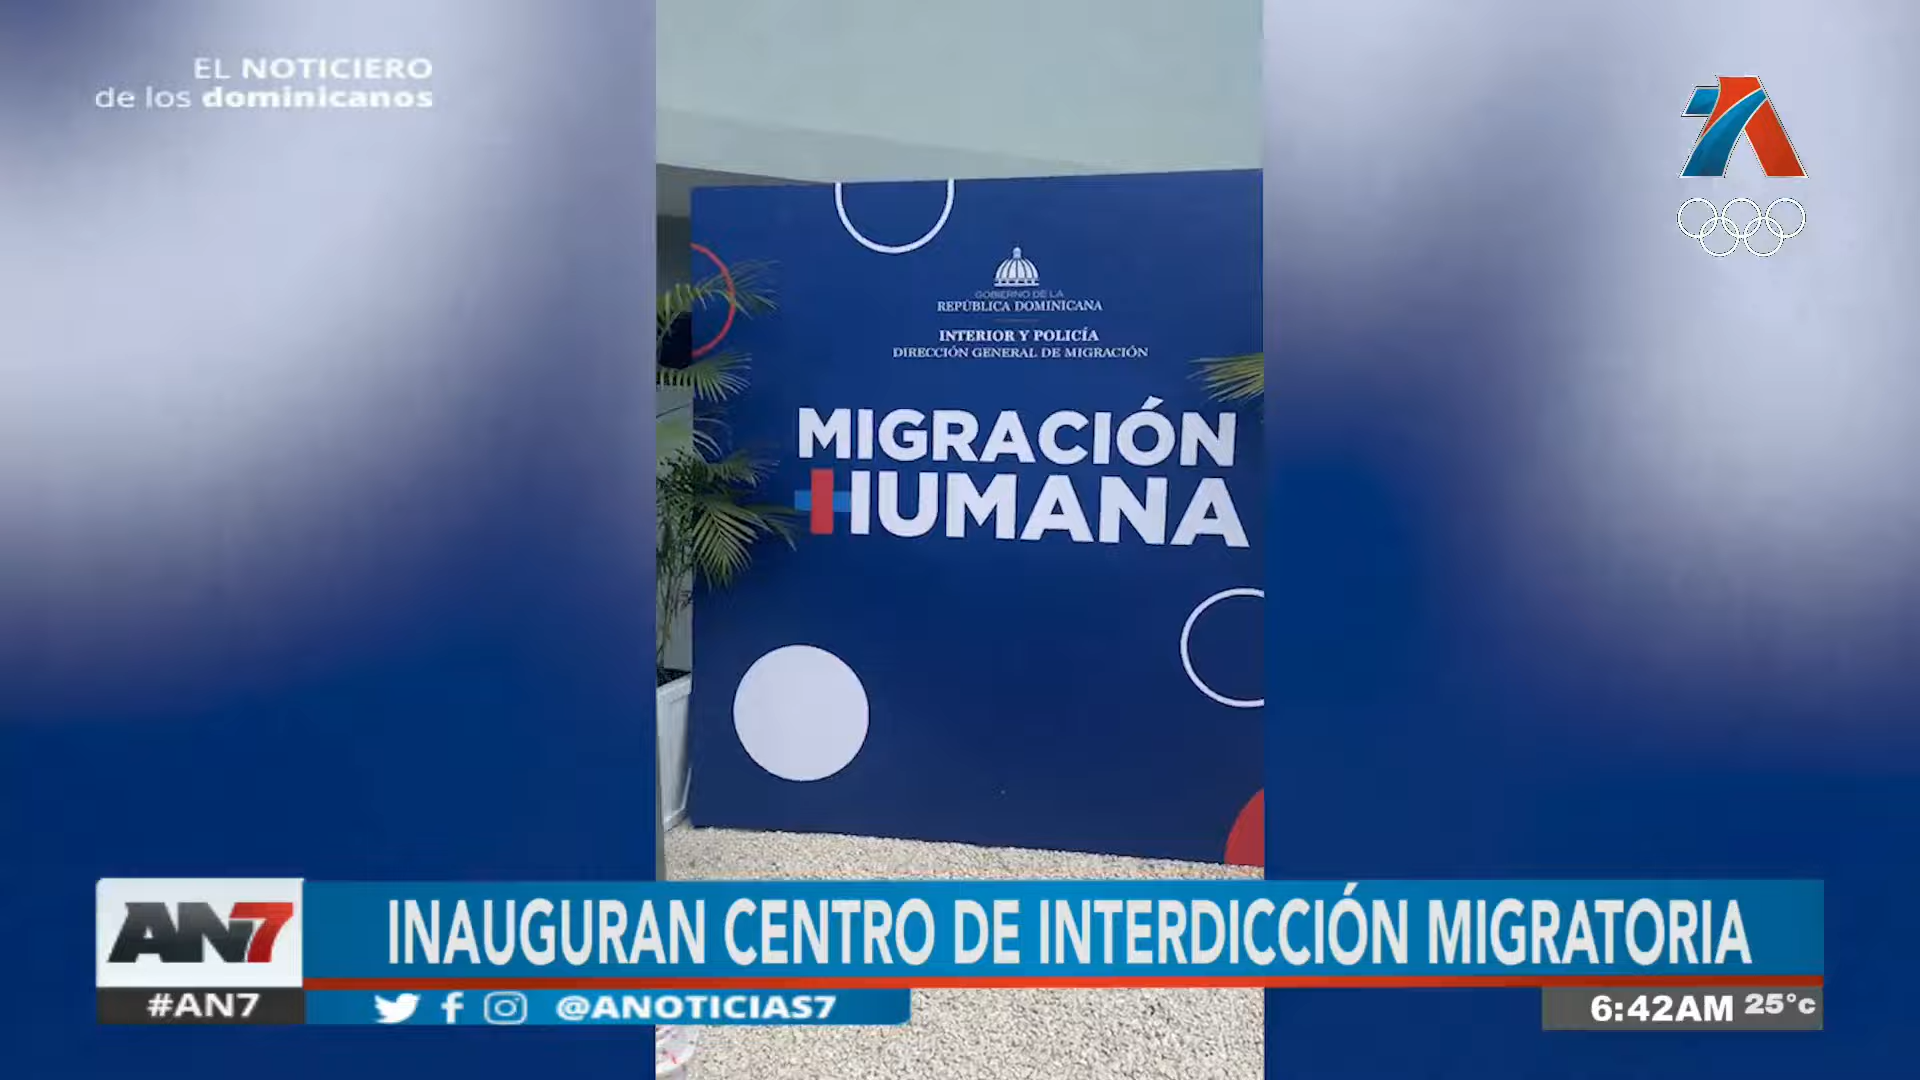 EL NOTICIERO
de los dominicanos
GOBIERNO DE LA
REPÚBLICA DOMINICANA
INTERIOR Y POLICÍA
DIRECCIÓN GENERAL DE MIGRACIÓN
MIGRACIÓN
HUMANA
AN7
INAUGURAN CENTRO DE INTERDICCIÓN MIGRATORIA
#AN7
@ANOTICIAS7
6:42AM 25°c